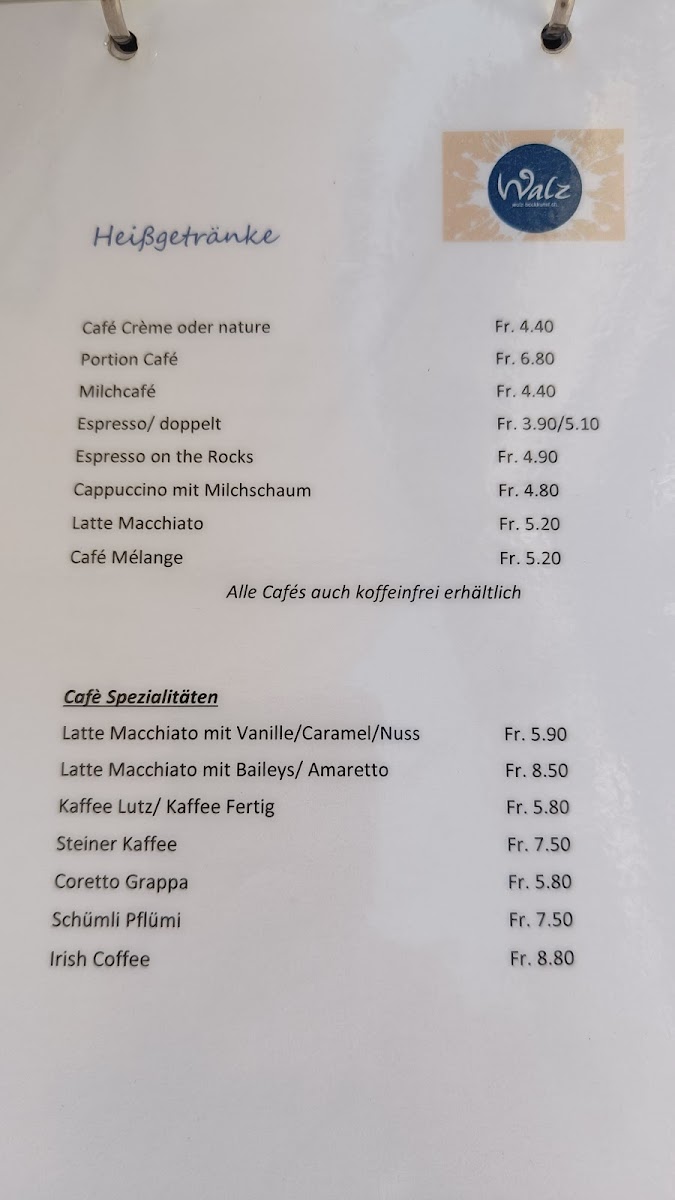 Walz
Heißgetränke
Café Crème oder nature Fr. 4.40
Portion Café Fr. 6.80
Milchcafé Fr. 4.40
Espresso/ doppelt Fr. 3.90/5.10
Espresso on the Rocks Fr. 4.90
Cappuccino mit Milchschaum Fr. 4.80
Latte Macchiato Fr. 5.20
Café Mélange Fr. 5.20
Alle Cafés auch koffeinfrei erhältlich
Cafè Spezialitäten
Latte Macchiato mit Vanille/Caramel/Nuss Fr. 5.90
Latte Macchiato mit Baileys/ Amaretto Fr. 8.50
Kaffee Lutz/ Kaffee Fertig Fr. 5.80
Steiner Kaffee Fr. 7.50
Coretto Grappa Fr. 5.80
Schümli Pflümi Fr. 7.50
Irish Coffee Fr. 8.80